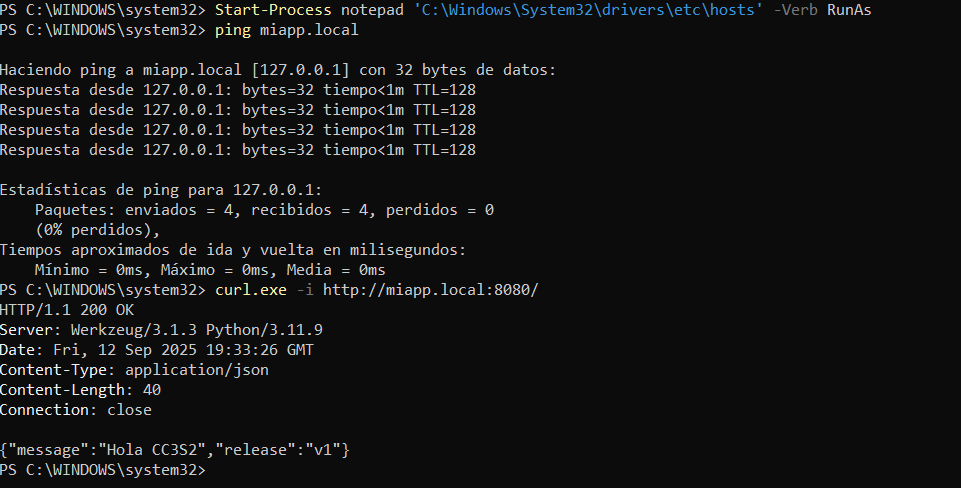 PS C:\WINDOWS\system32> Start-Process notepad 'C:\Windows\System32\drivers\etc\hosts' -Verb RunAs
PS C:\WINDOWS\system32> ping miapp.local
Haciendo ping a miapp.local [127.0.0.1] con 32 bytes de datos:
Respuesta desde 127.0.0.1: bytes=32 tiempo<1m TTL=128
Respuesta desde 127.0.0.1: bytes=32 tiempo<1m TTL=128
Respuesta desde 127.0.0.1: bytes=32 tiempo<1m TTL=128
Respuesta desde 127.0.0.1: bytes=32 tiempo<1m TTL=128
Estadísticas de ping para 127.0.0.1:
    Paquetes: enviados = 4, recibidos = 4, perdidos = 0
    (0% perdidos),
Tiempos aproximados de ida y vuelta en milisegundos:
    Mínimo = 0ms, Máximo = 0ms, Media = 0ms
PS C:\WINDOWS\system32> curl.exe -i http://miapp.local:8080/
HTTP/1.1 200 OK
Server: Werkzeug/3.1.3 Python/3.11.9
Date: Fri, 12 Sep 2025 19:33:26 GMT
Content-Type: application/json
Content-Length: 40
Connection: close
{"message":"Hola CC3S2","release":"v1"}
PS C:\WINDOWS\system32>